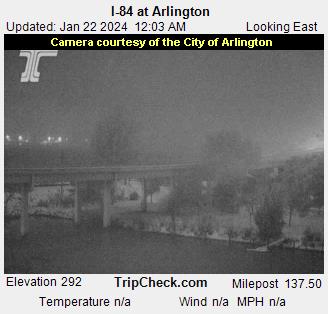 I-84 at Arlington
Updated: Jan 22 2024 12:03 AM Looking East
Camera courtesy of the City of Arlington
Elevation 292 TripCheck.com Milepost 137.50
Temperature n/a Wind n/a MPH n/a